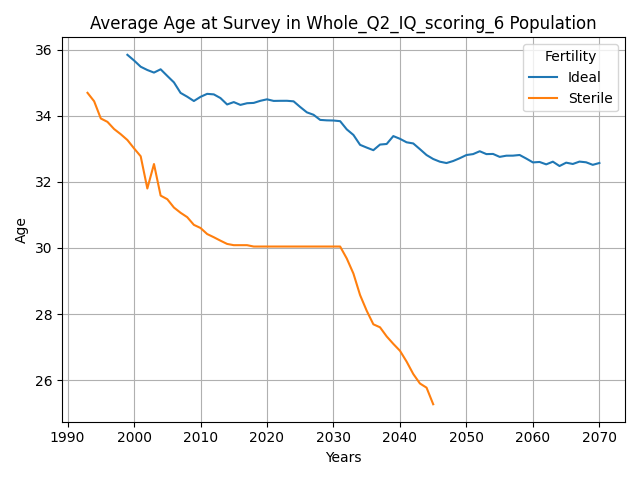 Average Age at Survey in Whole_Q2_IQ_scoring_6 Population
Fertility
Ideal
Sterile
Age
36
34
32
30
28
26
1990
2000
2010
2020
2030
2040
2050
2060
2070
Years